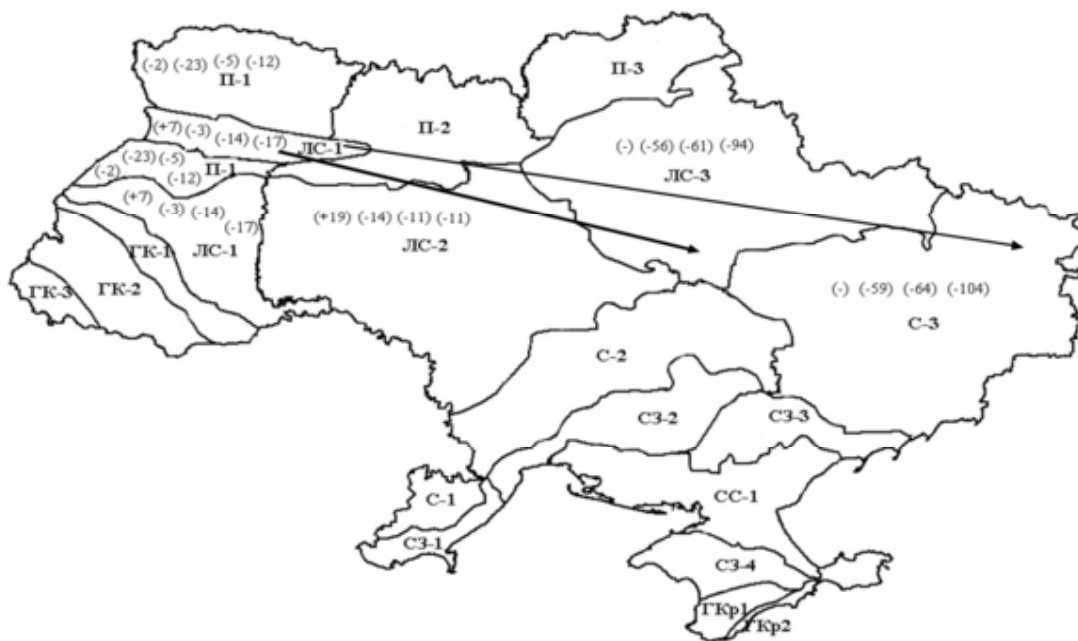 (-2) (-23) (-5) (-12)
П-1
П-3
П-2
(+7) (-3) (-14) (-17)
ЛС-1
(-) (-56) (-61) (-94)
ЛС-3
(-2) (-23) (-5) (-12)
П-1
(+7) (-3) (-14) (-17)
ЛС-1
(+19) (-14) (-11) (-11)
ЛС-2
ГК-1
ГК-2
ГК-3
(-) (-59) (-64) (-104)
С-3
С-2
СЗ-2
СЗ-3
С-1
СС-1
СЗ-1
СЗ-4
ГКр1
ГКр2